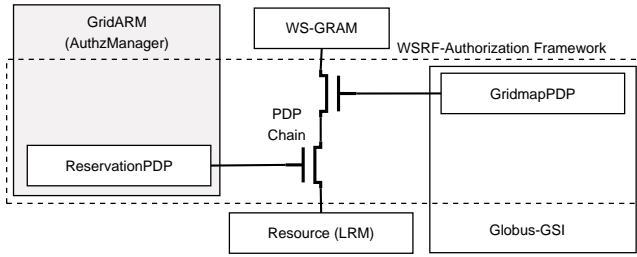 GridARM
(AuthzManager)
WS-GRAM
WSRF-Authorization Framework
GridmapPDP
PDP
Chain
ReservationPDP
Resource (LRM)
Globus-GSI